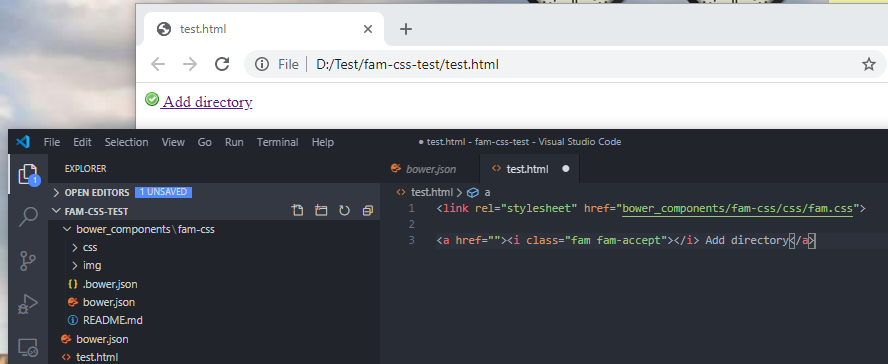 test.html
File D:/Test/fam-css-test/test.html
Add directory
File Edit Selection View Go Run Terminal Help ● test.html - fam-css-test - Visual Studio Code
1
EXPLORER
OPEN EDITORS 1 UNSAVED
FAM-CSS-TEST
bower_components\fam-css
css
img
{} .bower.json
bower.json
README.md
bower.json
test.html
bower.json <> test.html ●
<> test.html > a
1 <link rel="stylesheet" href="bower_components/fam-css/css/fam.css">
2
3 <a href=""><i class="fam fam-accept"></i> Add directory</a>